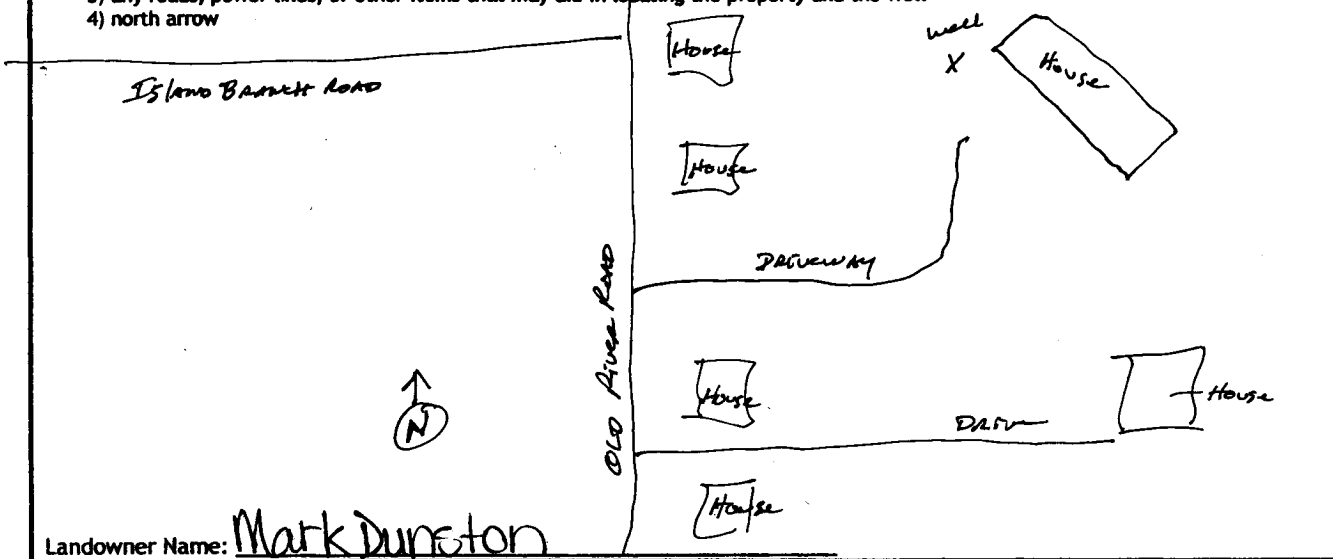 4) north arrow
House
well
X
House
Island Branch Road
House
Driveway
Old River Road
House
House
N
Drive
House
Landowner Name: Mark Dunston